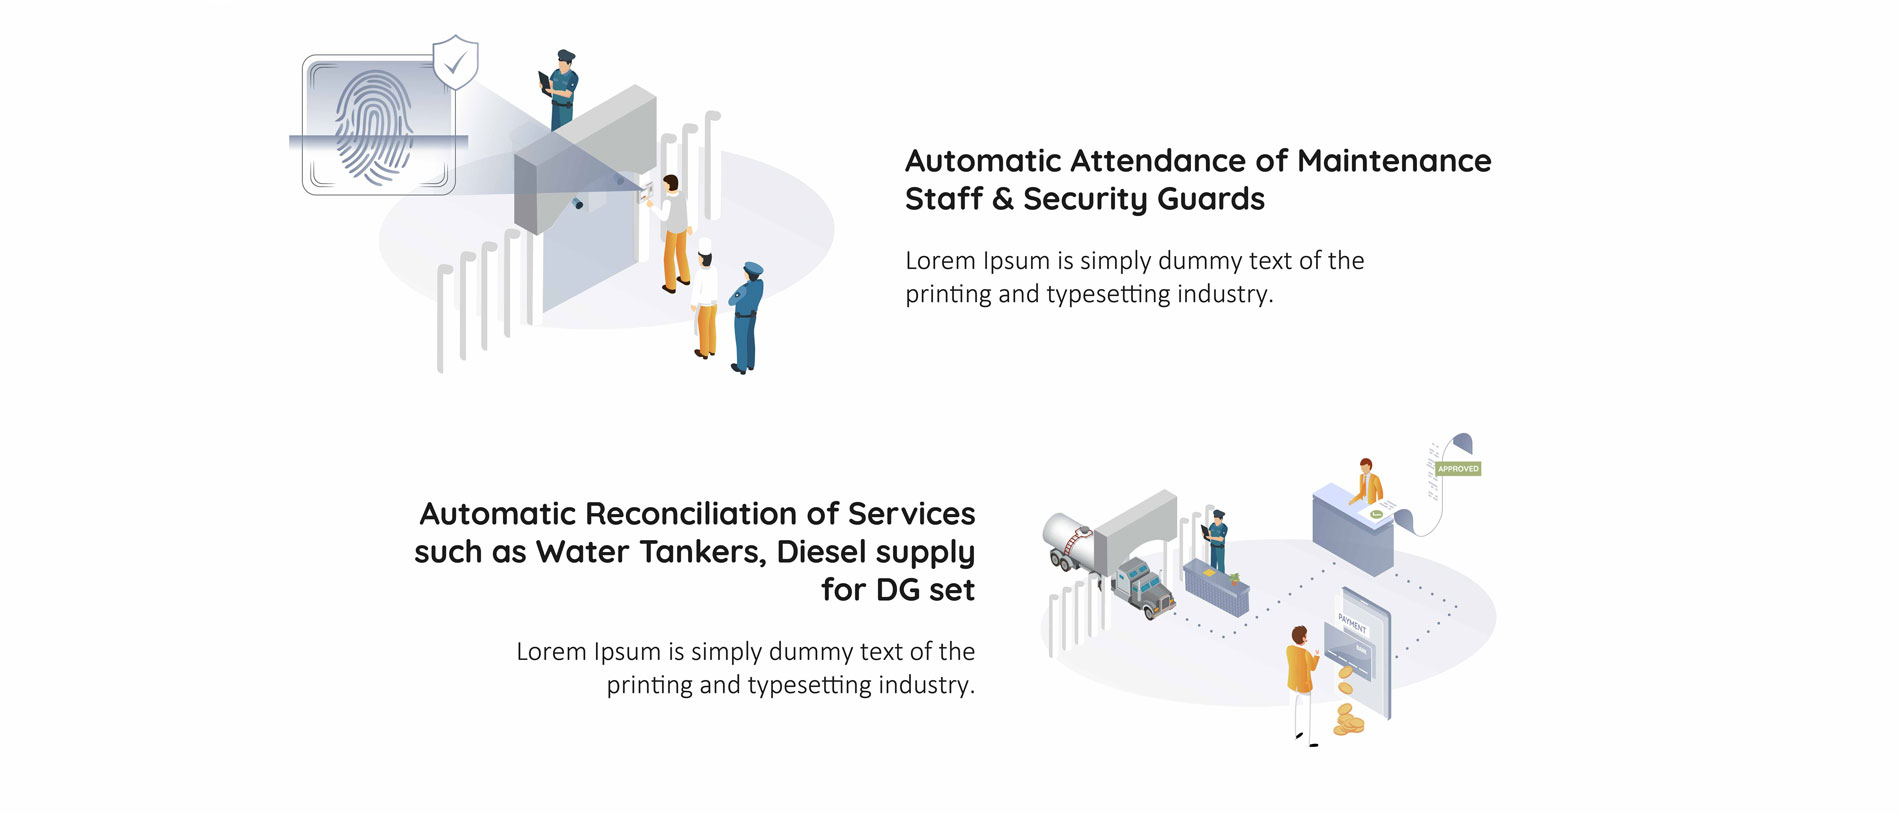 Automatic Attendance of Maintenance
Staff & Security Guards
Lorem Ipsum is simply dummy text of the
printing and typesetting industry.
APPROVED
Automatic Reconciliation of Services
such as Water Tankers, Diesel supply
for DG set
Lorem Ipsum is simply dummy text of the
printing and typesetting industry.
PAYMENT
BANK